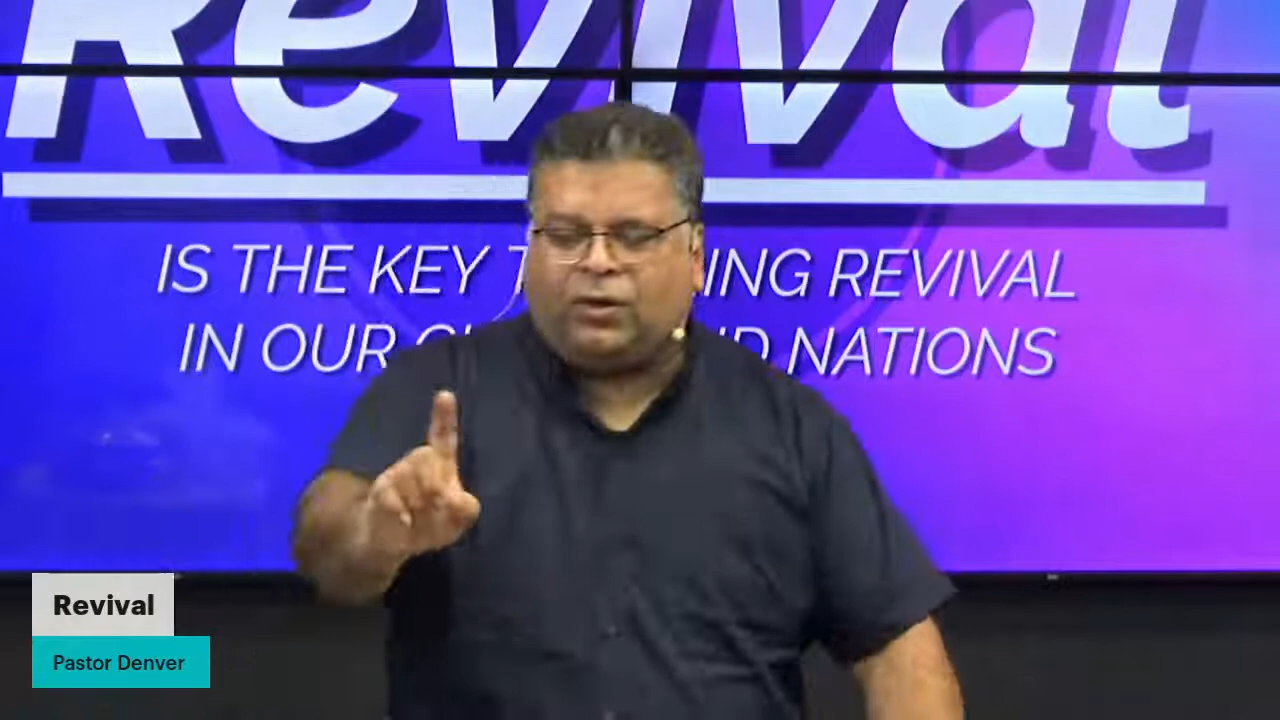 Revival
IS THE KEY REVIVAL
IN OUR NATIONS
Revival
Pastor Denver